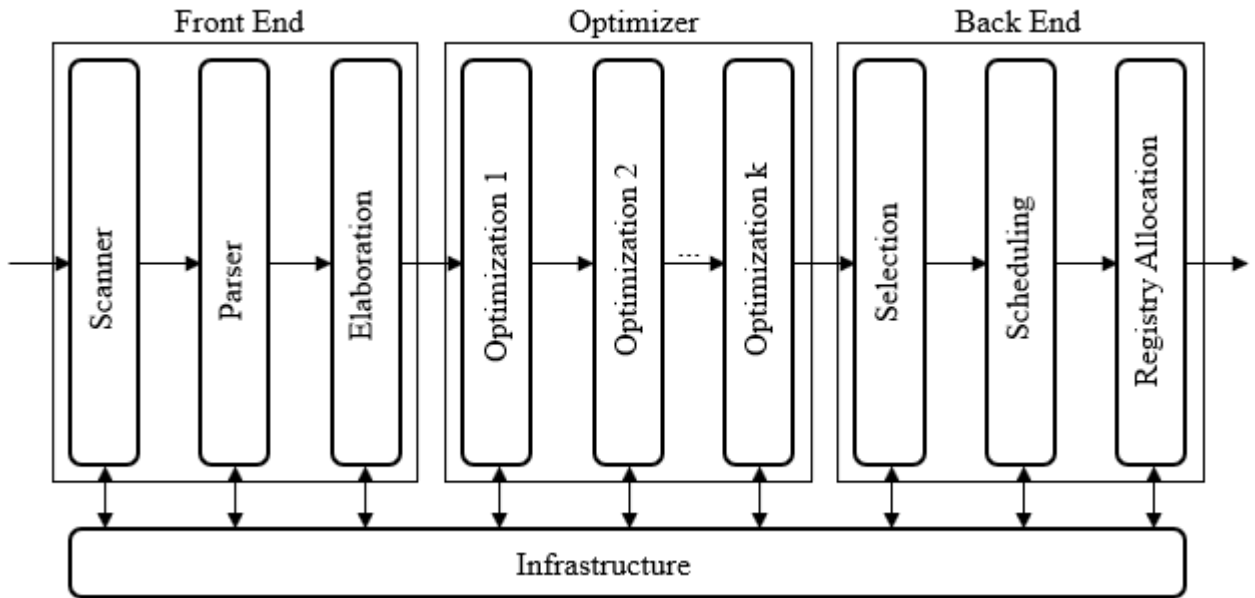 Front End
Optimizer
Back End
Scanner
Parser
Elaboration
Optimization 1
Optimization 2
...
Optimization k
Selection
Scheduling
Registry Allocation
Infrastructure